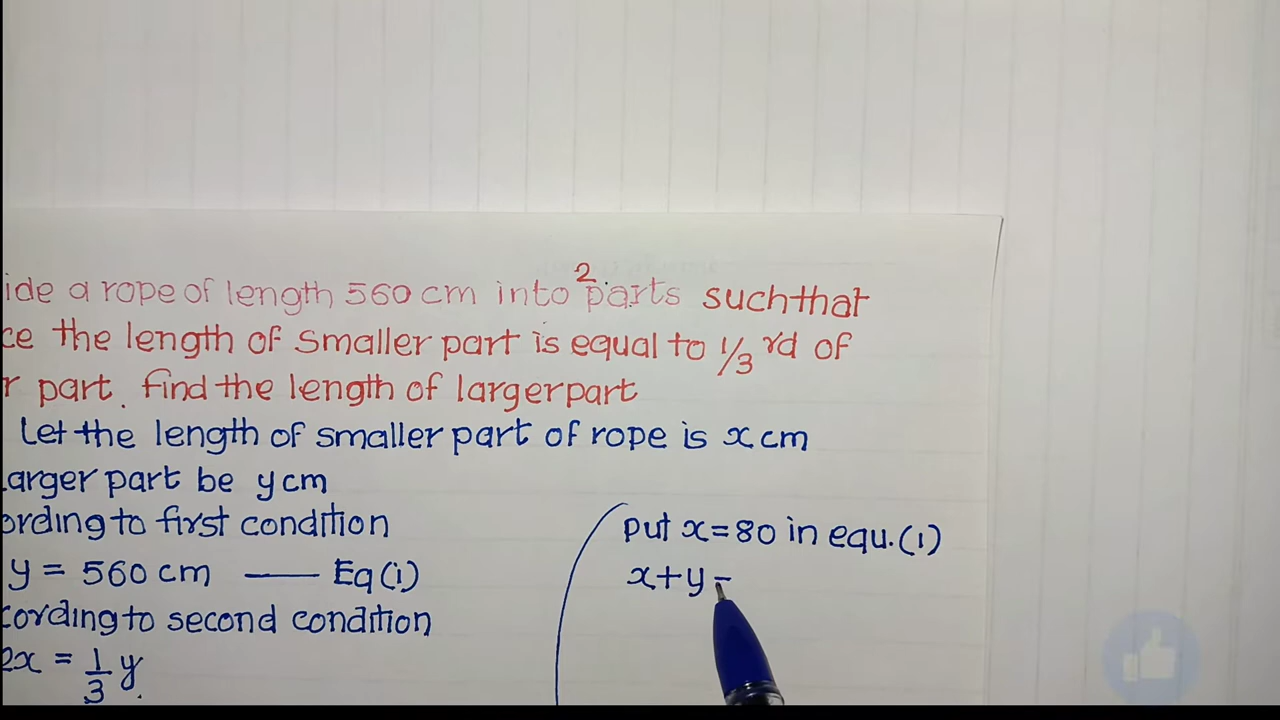 ide a rope of length 560 cm into 2 parts such that
ce the length of smaller part is equal to 1/3 rd of
r part. find the length of larger part
Let the length of smaller part of rope is x cm
Larger part be y cm
ording to first condition
y = 560 cm —— Eq (1)
cording to second condition
2x = 1/3 y
put x = 80 in equ. (1)
x + y =